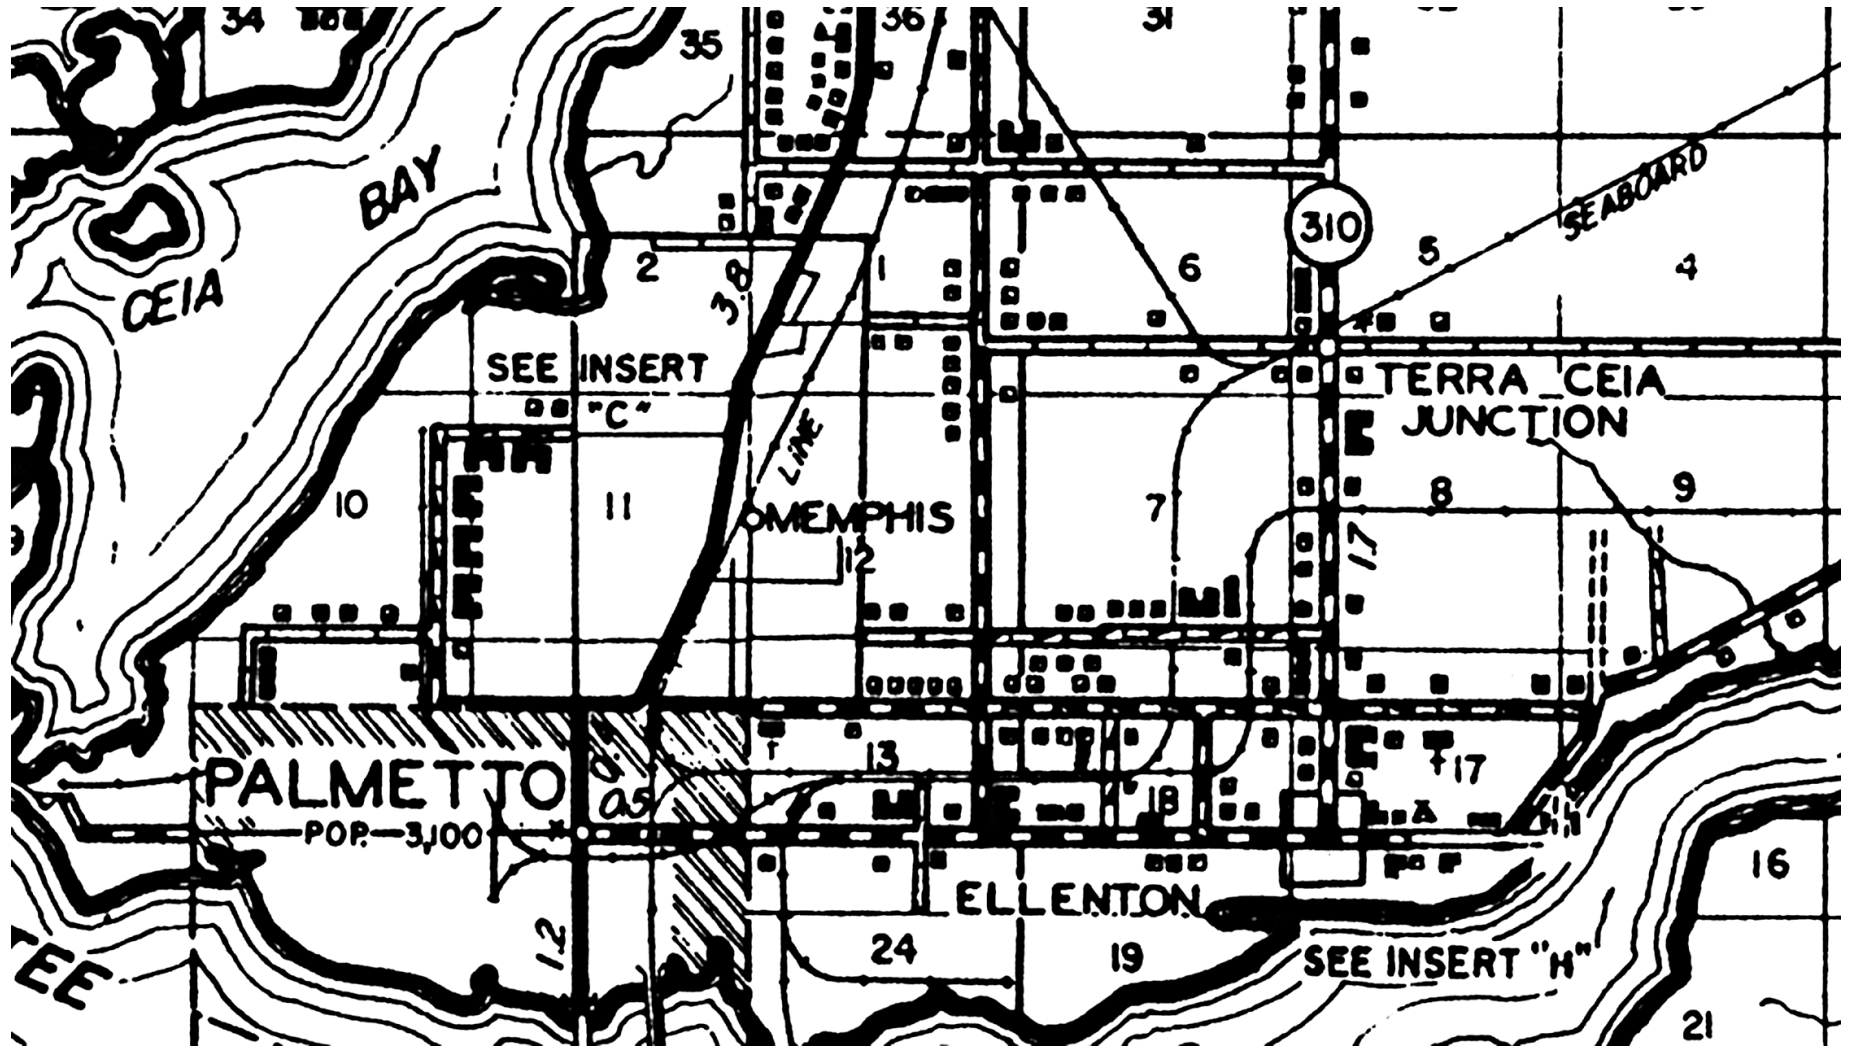 34
35
36
31
BAY
CEIA
310
SEABOARD
2
3.8
1
6
5
4
SEE INSERT
"C"
TERRA CEIA
JUNCTION
LINE
10
11
MEMPHIS
12
7
8
9
1.7
PALMETTO
0.5
POP.—3,100
13
18
17
ELLENTON
16
1.2
24
19
SEE INSERT "H"
TEE
21